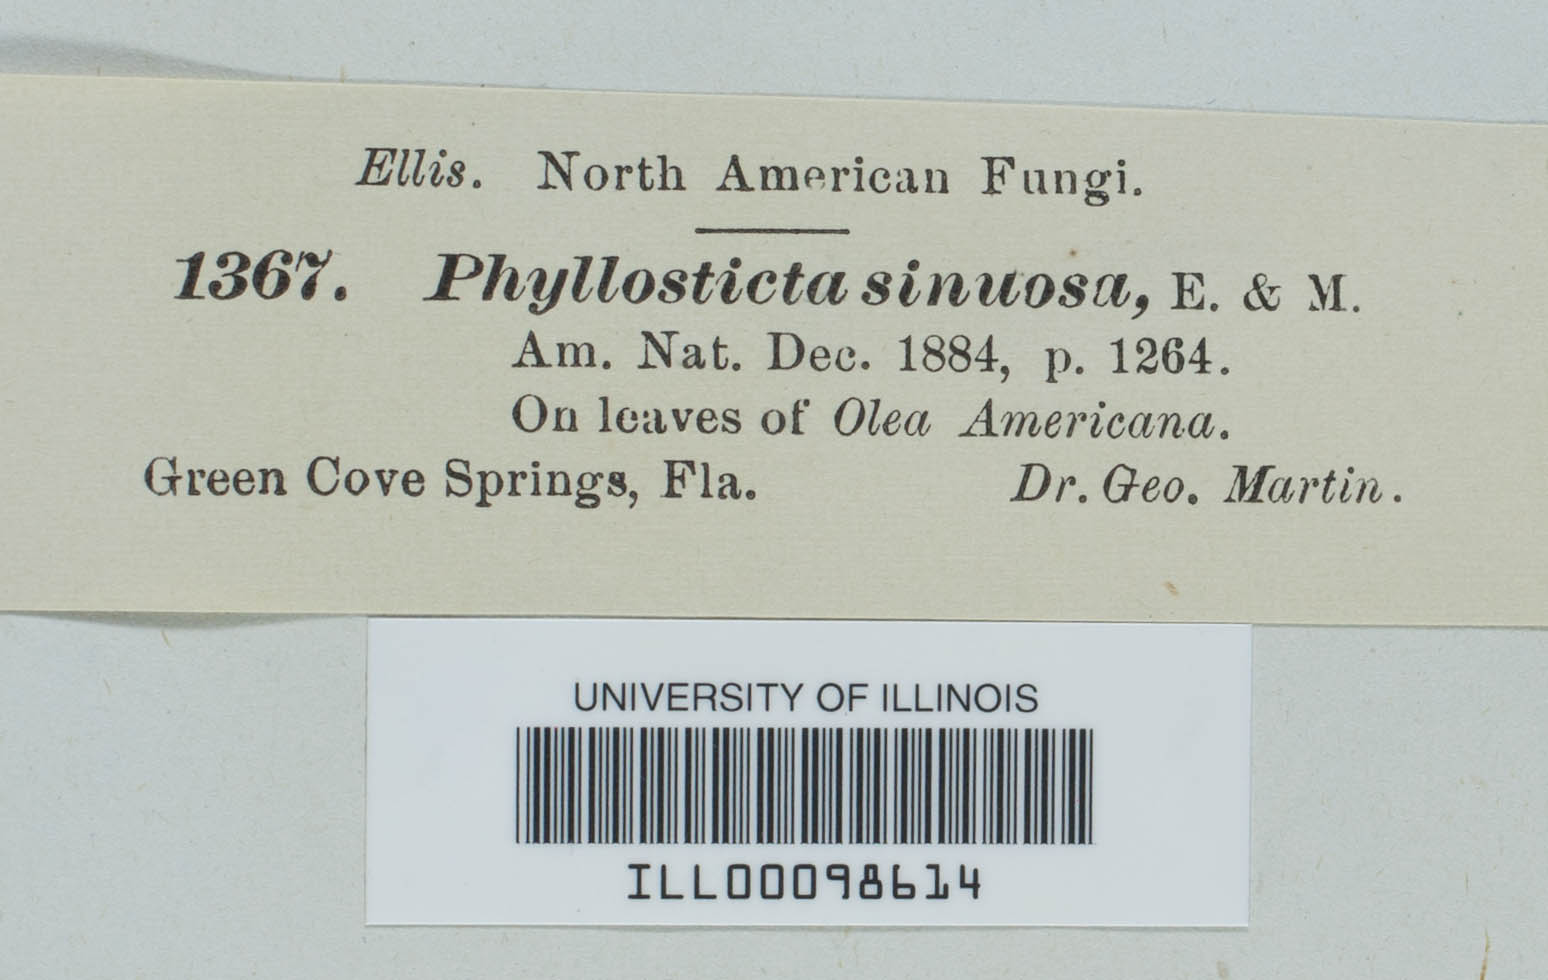 Ellis. North American Fungi.
1367. Phyllosticta sinuosa, E. & M.
Am. Nat. Dec. 1884, p. 1264.
On leaves of Olea Americana.
Green Cove Springs, Fla. Dr. Geo. Martin.
UNIVERSITY OF ILLINOIS
ILL00098614